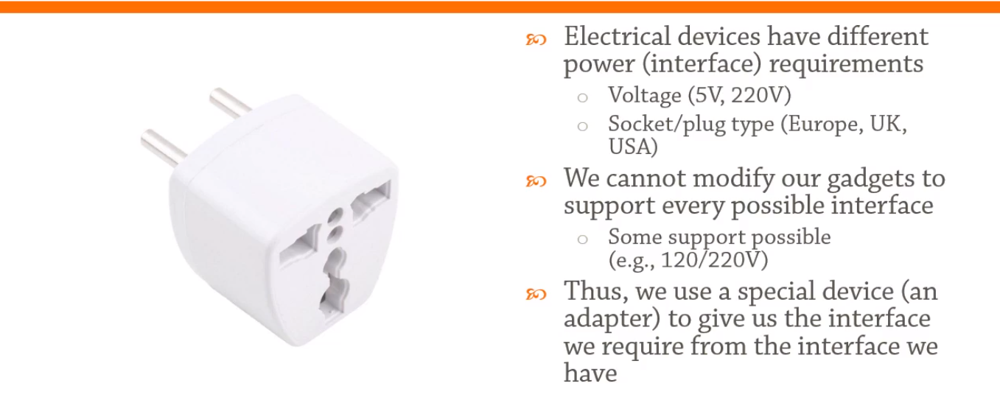 Electrical devices have different
power (interface) requirements
Voltage (5V, 220V)
Socket/plug type (Europe, UK,
USA)
We cannot modify our gadgets to
support every possible interface
Some support possible
(e.g., 120/220V)
Thus, we use a special device (an
adapter) to give us the interface
we require from the interface we
have